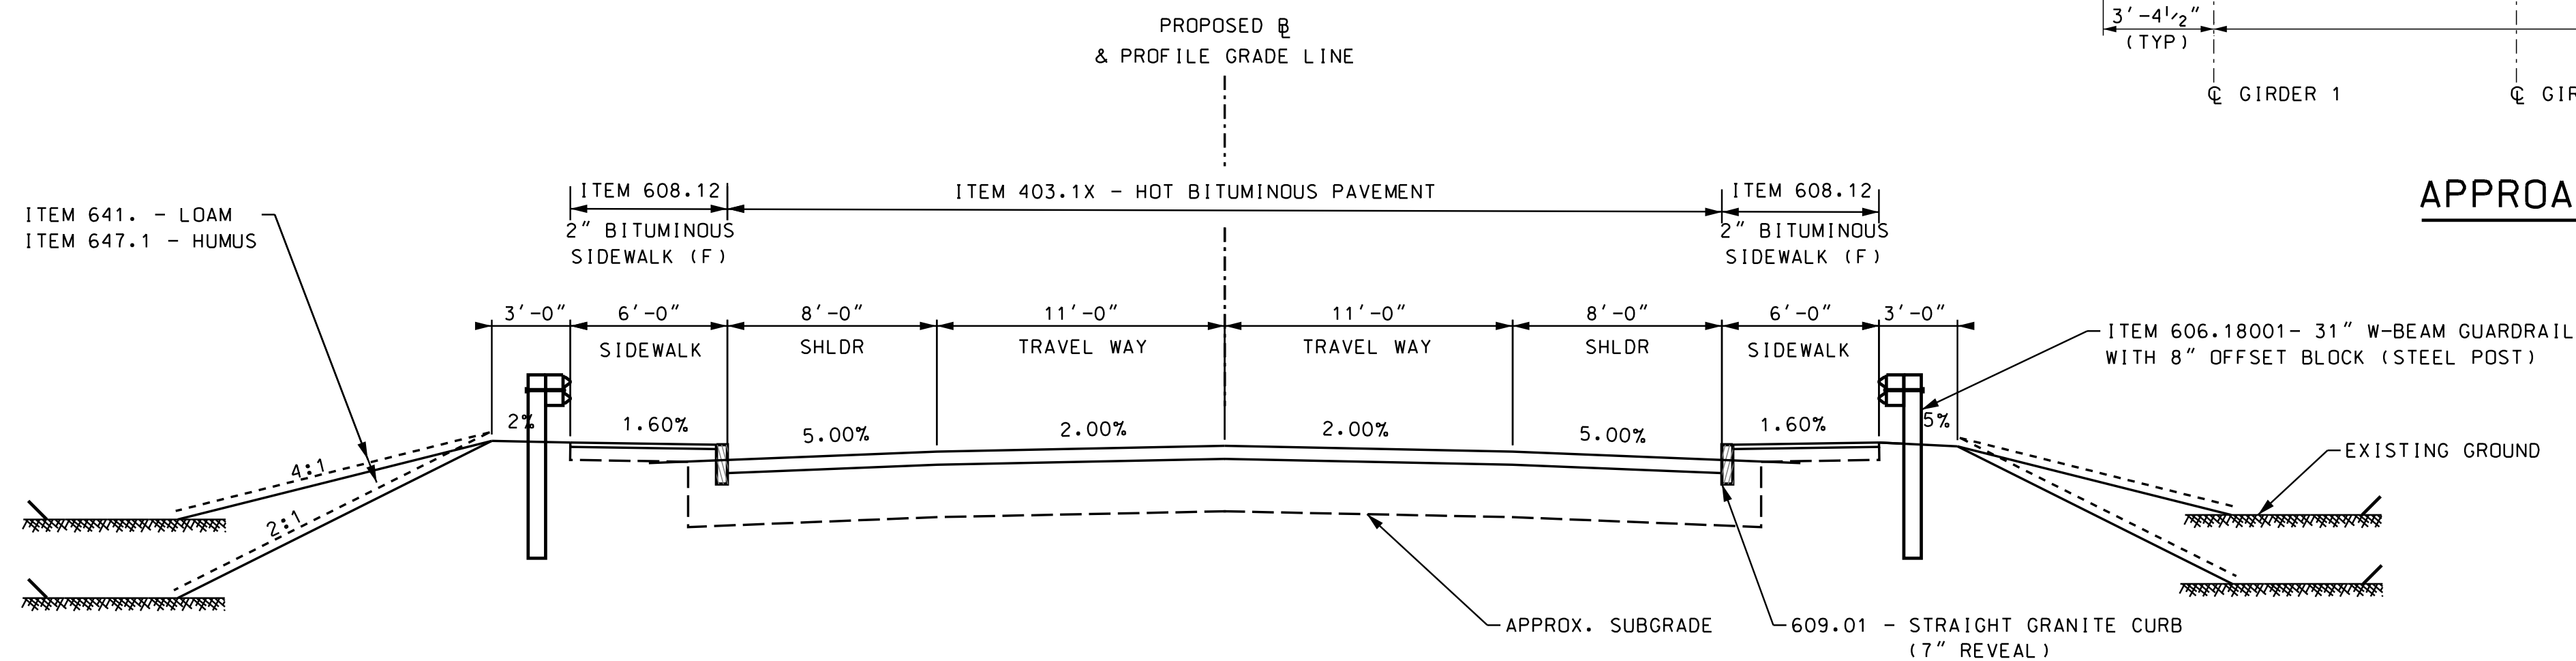 PROPOSED ℄
& PROFILE GRADE LINE
3'-4 1/2"
(TYP)
℄ GIRDER 1
℄ GIR
APPROA
ITEM 608.12
ITEM 403.1X - HOT BITUMINOUS PAVEMENT
ITEM 608.12
2" BITUMINOUS
SIDEWALK (F)
2" BITUMINOUS
SIDEWALK (F)
ITEM 641. - LOAM
ITEM 647.1 - HUMUS
3'-0"
6'-0"
8'-0"
11'-0"
11'-0"
8'-0"
6'-0"
3'-0"
SIDEWALK
SHLDR
TRAVEL WAY
TRAVEL WAY
SHLDR
SIDEWALK
ITEM 606.18001- 31" W-BEAM GUARDRAIL
WITH 8" OFFSET BLOCK (STEEL POST)
2%
1.60%
5.00%
2.00%
2.00%
5.00%
1.60%
5%
4:1
2:1
EXISTING GROUND
APPROX. SUBGRADE
609.01 - STRAIGHT GRANITE CURB
(7" REVEAL)